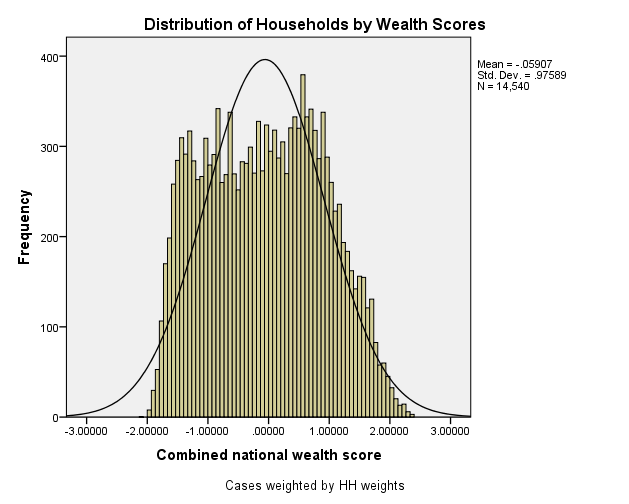 Distribution of Households by Wealth Scores
Mean = -.05907
Std. Dev. = .97589
N = 14,540
400
300
200
100
0
Frequency
-3.00000 -2.00000 -1.00000 .00000 1.00000 2.00000 3.00000
Combined national wealth score
Cases weighted by HH weights